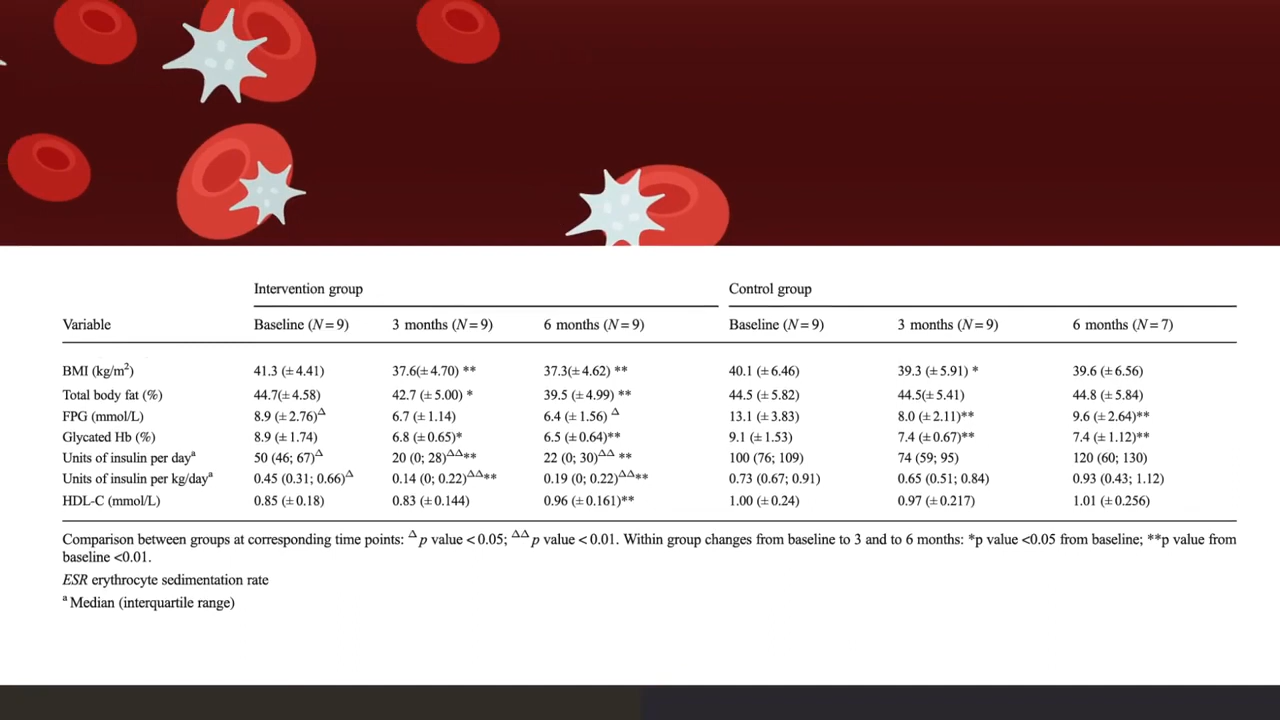 Intervention group Control group
Variable Baseline (N = 9) 3 months (N = 9) 6 months (N = 9) Baseline (N = 9) 3 months (N = 9) 6 months (N = 7)
BMI (kg/m²) 41.3 (± 4.41) 37.6(± 4.70) ** 37.3(± 4.62) ** 40.1 (± 6.46) 39.3 (± 5.91) * 39.6 (± 6.56)
Total body fat (%) 44.7(± 4.58) 42.7 (± 5.00) * 39.5 (± 4.99) ** 44.5 (± 5.82) 44.5(± 5.41) 44.8 (± 5.84)
FPG (mmol/L) 8.9 (± 2.76)Δ 6.7 (± 1.14) 6.4 (± 1.56) Δ 13.1 (± 3.83) 8.0 (± 2.11)** 9.6 (± 2.64)**
Glycated Hb (%) 8.9 (± 1.74) 6.8 (± 0.65)* 6.5 (± 0.64)** 9.1 (± 1.53) 7.4 (± 0.67)** 7.4 (± 1.12)**
Units of insulin per dayᵃ 50 (46; 67)Δ 20 (0; 28)ΔΔ** 22 (0; 30)ΔΔ ** 100 (76; 109) 74 (59; 95) 120 (60; 130)
Units of insulin per kg/dayᵃ 0.45 (0.31; 0.66)Δ 0.14 (0; 0.22)ΔΔ** 0.19 (0; 0.22)ΔΔ** 0.73 (0.67; 0.91) 0.65 (0.51; 0.84) 0.93 (0.43; 1.12)
HDL-C (mmol/L) 0.85 (± 0.18) 0.83 (± 0.144) 0.96 (± 0.161)** 1.00 (± 0.24) 0.97 (± 0.217) 1.01 (± 0.256)
Comparison between groups at corresponding time points: Δ p value < 0.05; ΔΔ p value < 0.01. Within group changes from baseline to 3 and to 6 months: *p value <0.05 from baseline; **p value from
baseline <0.01.
ESR erythrocyte sedimentation rate
ᵃ Median (interquartile range)